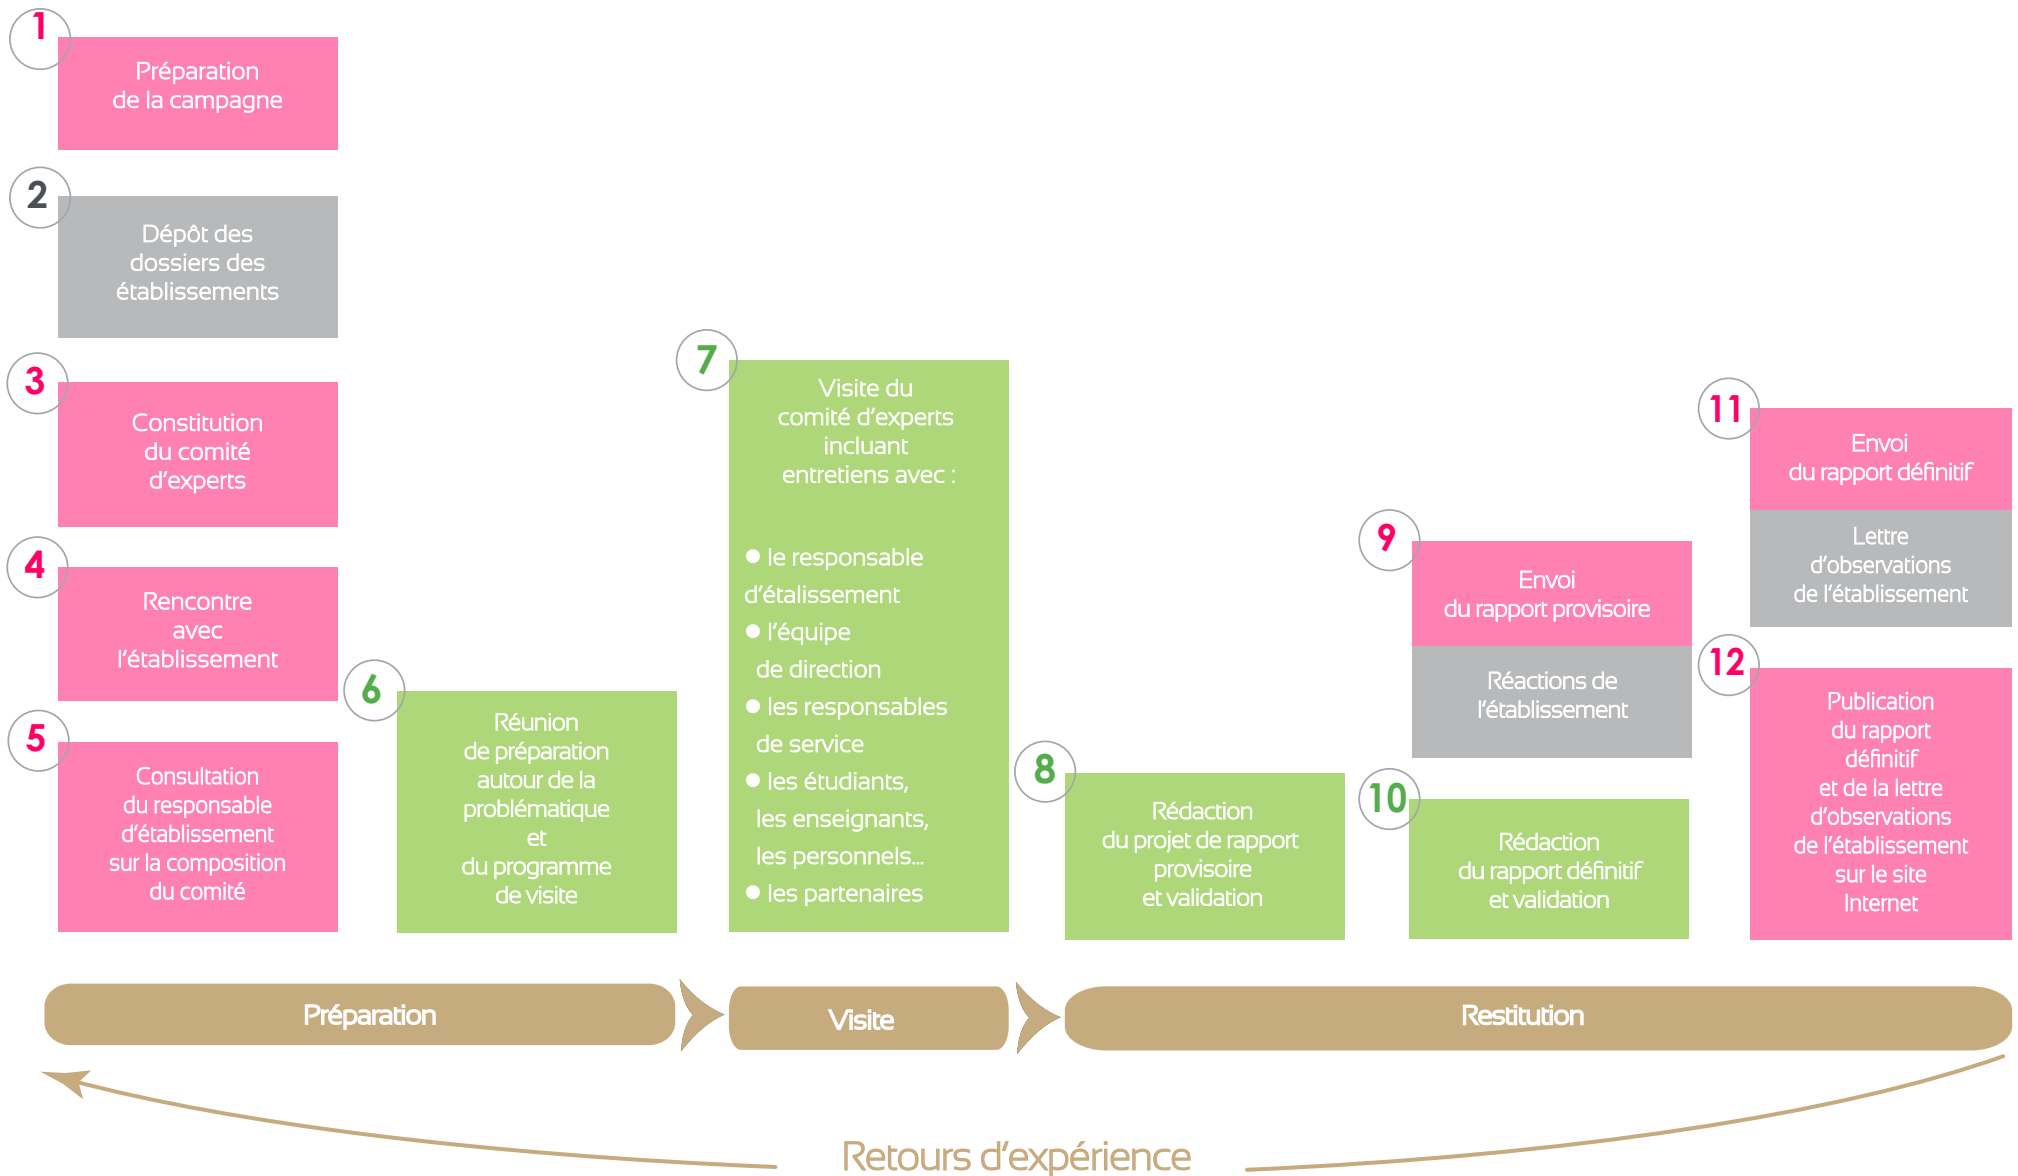 1
Préparation
de la campagne
2
Dépôt des
dossiers des
établissements
3
Constitution
du comité
d'experts
4
Rencontre
avec
l'établissement
5
Consultation
du responsable
d'établissement
sur la composition
du comité
6
Réunion
de préparation
autour de la
problématique
et
du programme
de visite
7
Visite du
comité d'experts
incluant
entretiens avec :
● le responsable
d'étalissement
● l'équipe
de direction
● les responsables
de service
● les étudiants,
les enseignants,
les personnels...
● les partenaires
8
Rédaction
du projet de rapport
provisoire
et validation
9
Envoi
du rapport provisoire
Réactions de
l'établissement
10
Rédaction
du rapport définitif
et validation
11
Envoi
du rapport définitif
Lettre
d'observations
de l'établissement
12
Publication
du rapport
définitif
et de la lettre
d'observations
de l'établissement
sur le site
Internet
Préparation
Visite
Restitution
Retours d'expérience